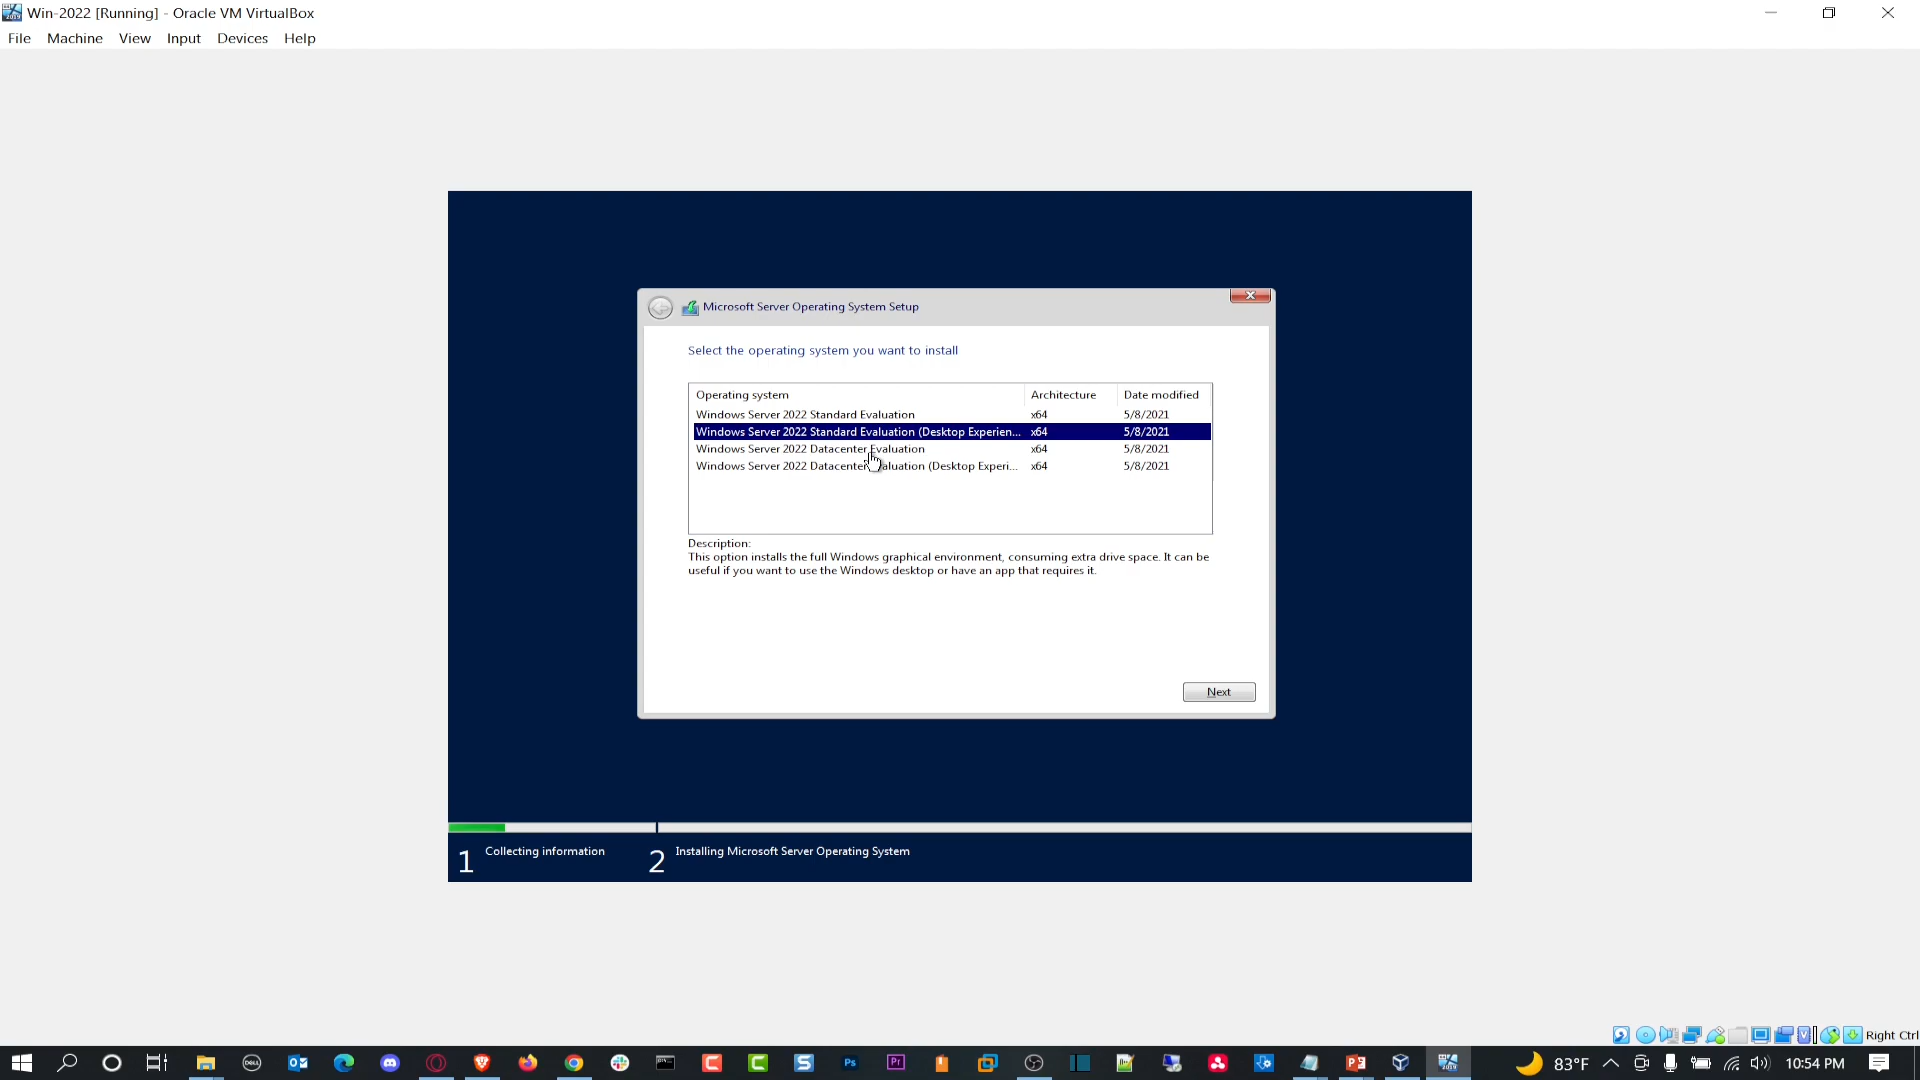 Win-2022 [Running] - Oracle VM VirtualBox
File Machine View Input Devices Help
Microsoft Server Operating System Setup
Select the operating system you want to install
Operating system Architecture Date modified
Windows Server 2022 Standard Evaluation x64 5/8/2021
Windows Server 2022 Standard Evaluation (Desktop Experien... x64 5/8/2021
Windows Server 2022 Datacenter Evaluation x64 5/8/2021
Windows Server 2022 Datacenter Evaluation (Desktop Experi... x64 5/8/2021
Description:
This option installs the full Windows graphical environment, consuming extra drive space. It can be
useful if you want to use the Windows desktop or have an app that requires it.
Next
1 Collecting information 2 Installing Microsoft Server Operating System
Right Ctrl
DELL Ps Pr 83°F 10:54 PM